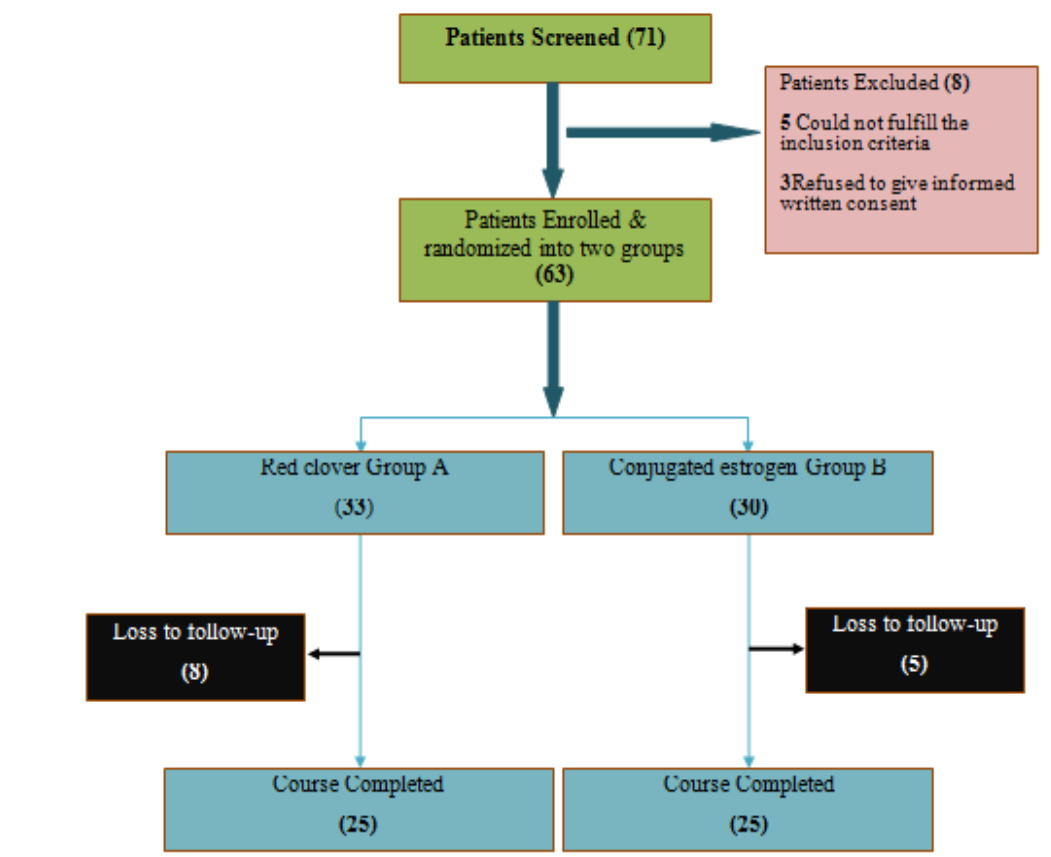 Patients Screened (71)
Patients Excluded (8)
5 Could not fulfill the
inclusion criteria
3Refused to give informed
written consent
Patients Enrolled &
randomized into two groups
(63)
Red clover Group A
(33)
Conjugated estrogen Group B
(30)
Loss to follow-up
(8)
Loss to follow-up
(5)
Course Completed
(25)
Course Completed
(25)